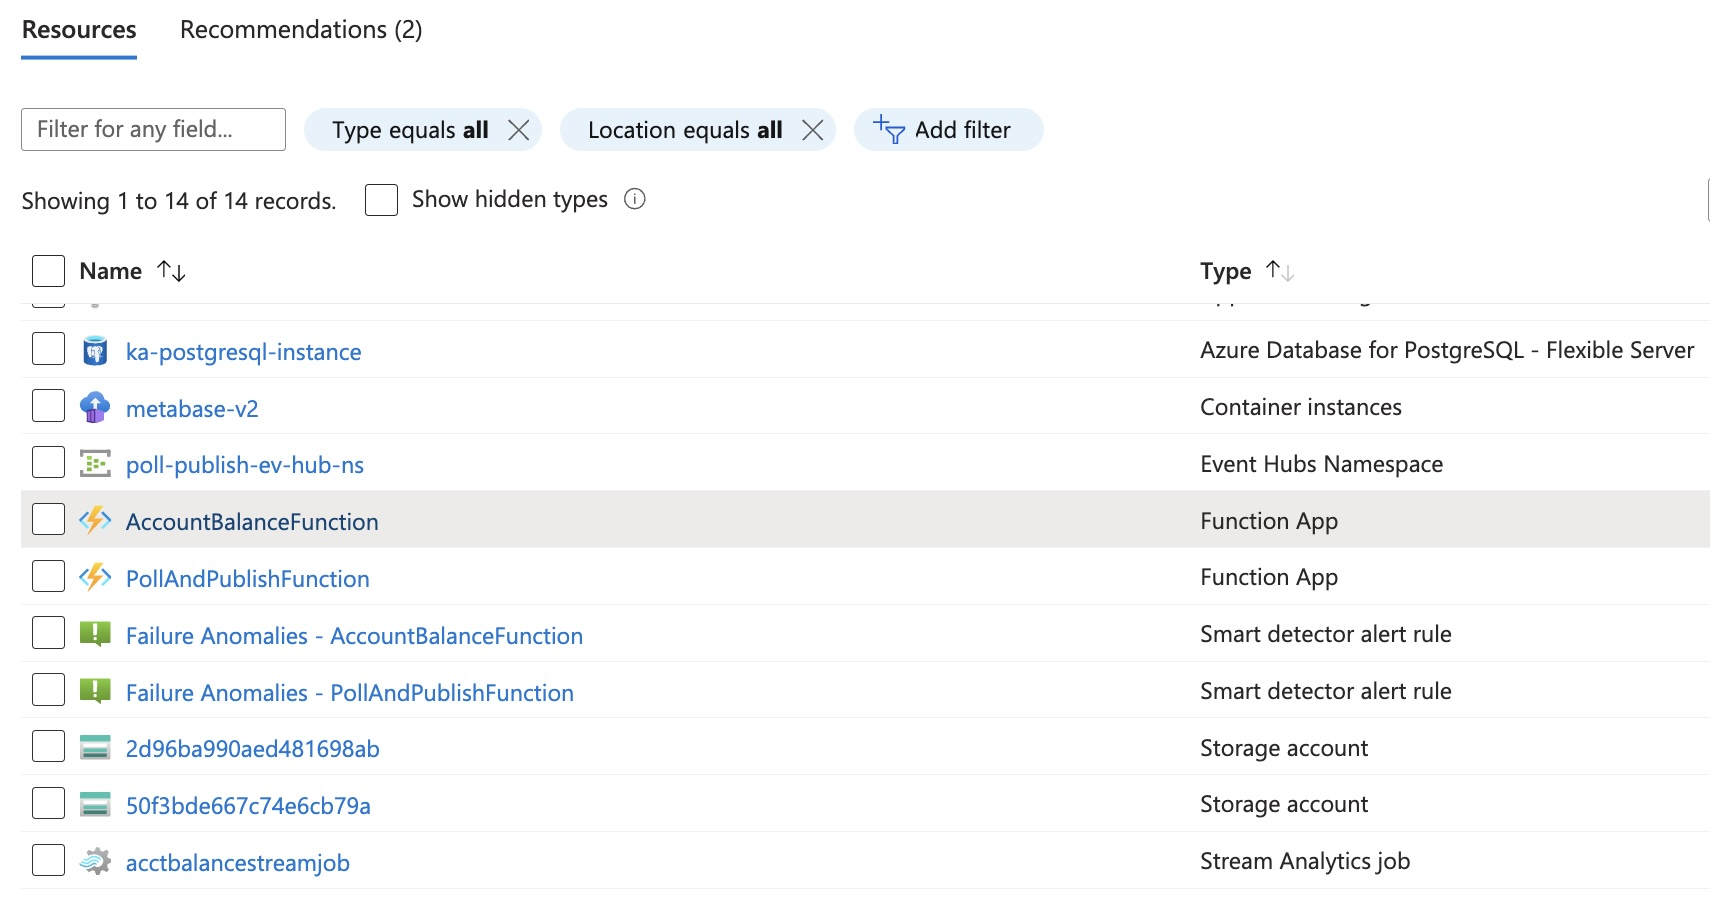 Resources Recommendations (2)
Filter for any field...
Type equals all
Location equals all
Add filter
Showing 1 to 14 of 14 records.
Show hidden types
Name Type
ka-postgresql-instance Azure Database for PostgreSQL - Flexible Server
metabase-v2 Container instances
poll-publish-ev-hub-ns Event Hubs Namespace
AccountBalanceFunction Function App
PollAndPublishFunction Function App
Failure Anomalies - AccountBalanceFunction Smart detector alert rule
Failure Anomalies - PollAndPublishFunction Smart detector alert rule
2d96ba990aed481698ab Storage account
50f3bde667c74e6cb79a Storage account
acctbalancestreamjob Stream Analytics job